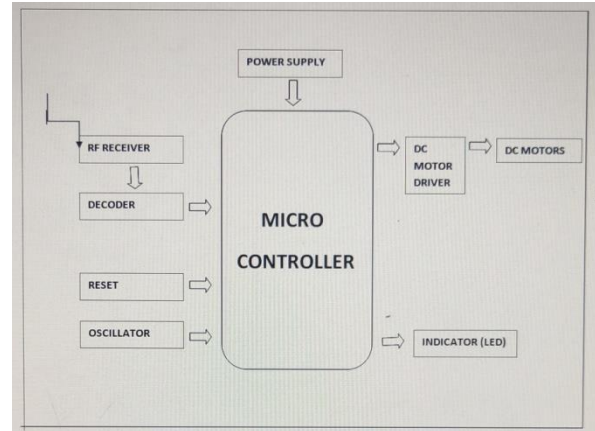 POWER SUPPLY
RF RECEIVER
DC
MOTOR
DRIVER
DC MOTORS
DECODER
MICRO
CONTROLLER
RESET
OSCILLATOR
INDICATOR (LED)